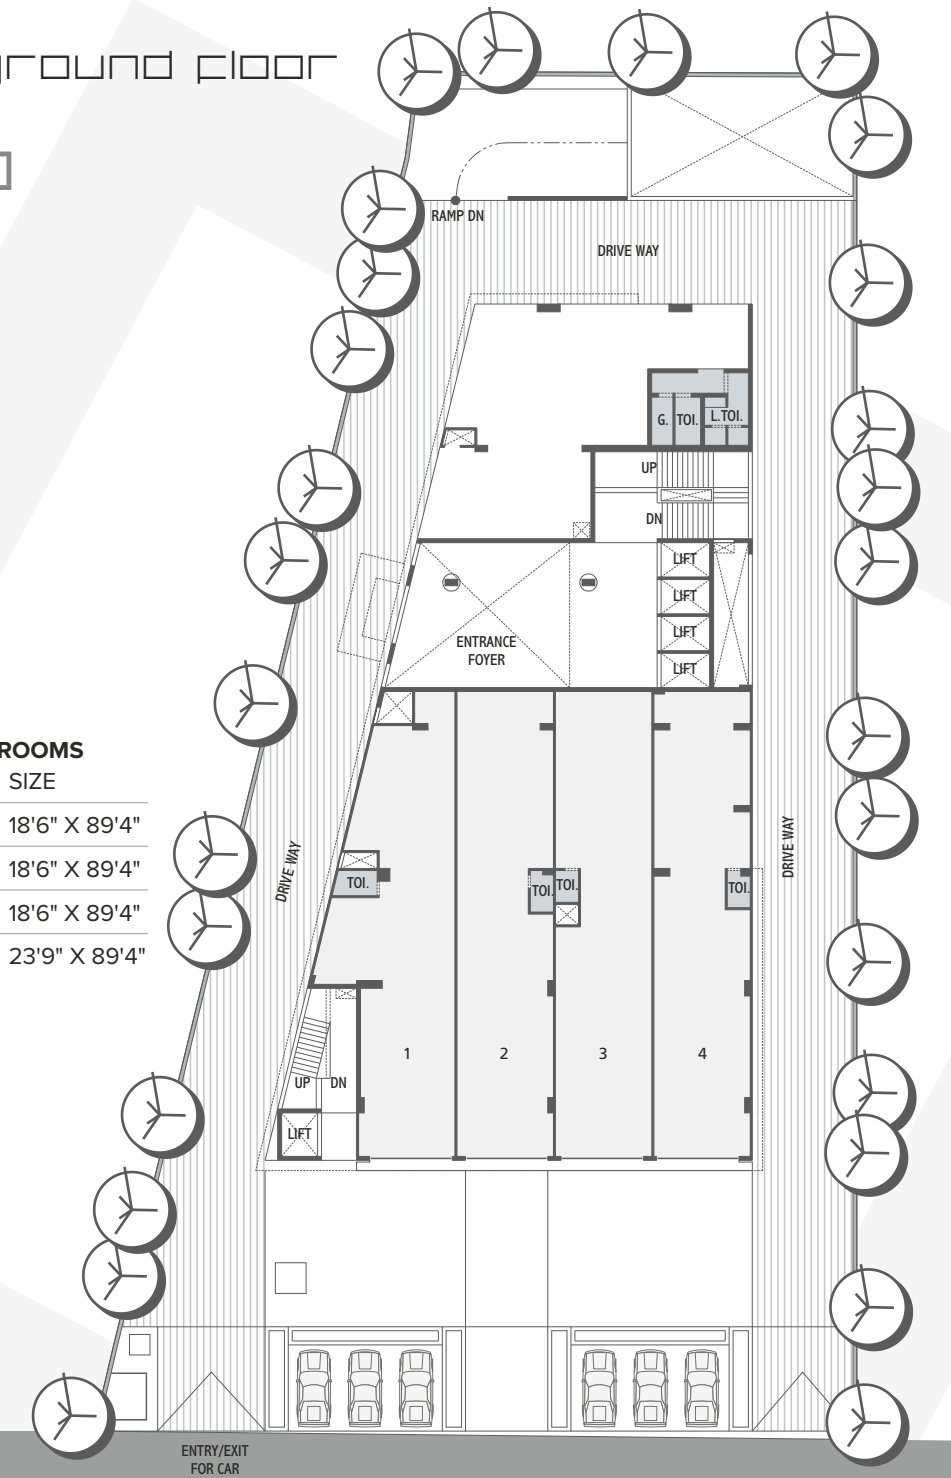 ground floor
RAMP DN
DRIVE WAY
G.
TOI.
L.TOI.
UP
DN
LIFT
LIFT
LIFT
LIFT
ENTRANCE
FOYER
ROOMS
SIZE
18'6" X 89'4"
18'6" X 89'4"
18'6" X 89'4"
23'9" X 89'4"
DRIVE WAY
DRIVE WAY
TOI.
TOI.
TOI.
TOI.
1
2
3
4
UP
DN
LIFT
ENTRY/EXIT
FOR CAR